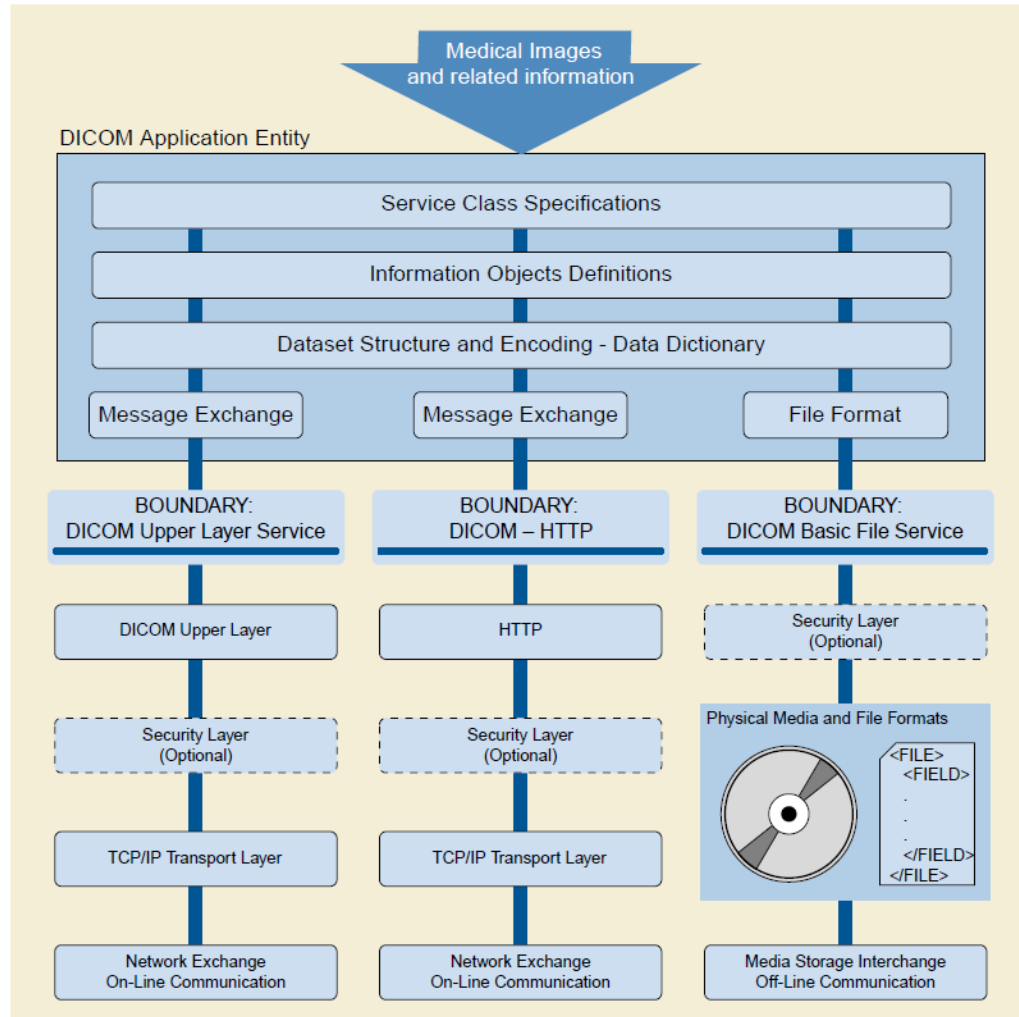 Medical Images
and related information
DICOM Application Entity
Service Class Specifications
Information Objects Definitions
Dataset Structure and Encoding - Data Dictionary
Message Exchange
Message Exchange
File Format
BOUNDARY:
DICOM Upper Layer Service
BOUNDARY:
DICOM – HTTP
BOUNDARY:
DICOM Basic File Service
DICOM Upper Layer
HTTP
Security Layer
(Optional)
Security Layer
(Optional)
Security Layer
(Optional)
Physical Media and File Formats
<FILE>
<FIELD>
.
.
.
</FIELD>
</FILE>
TCP/IP Transport Layer
TCP/IP Transport Layer
Network Exchange
On-Line Communication
Network Exchange
On-Line Communication
Media Storage Interchange
Off-Line Communication